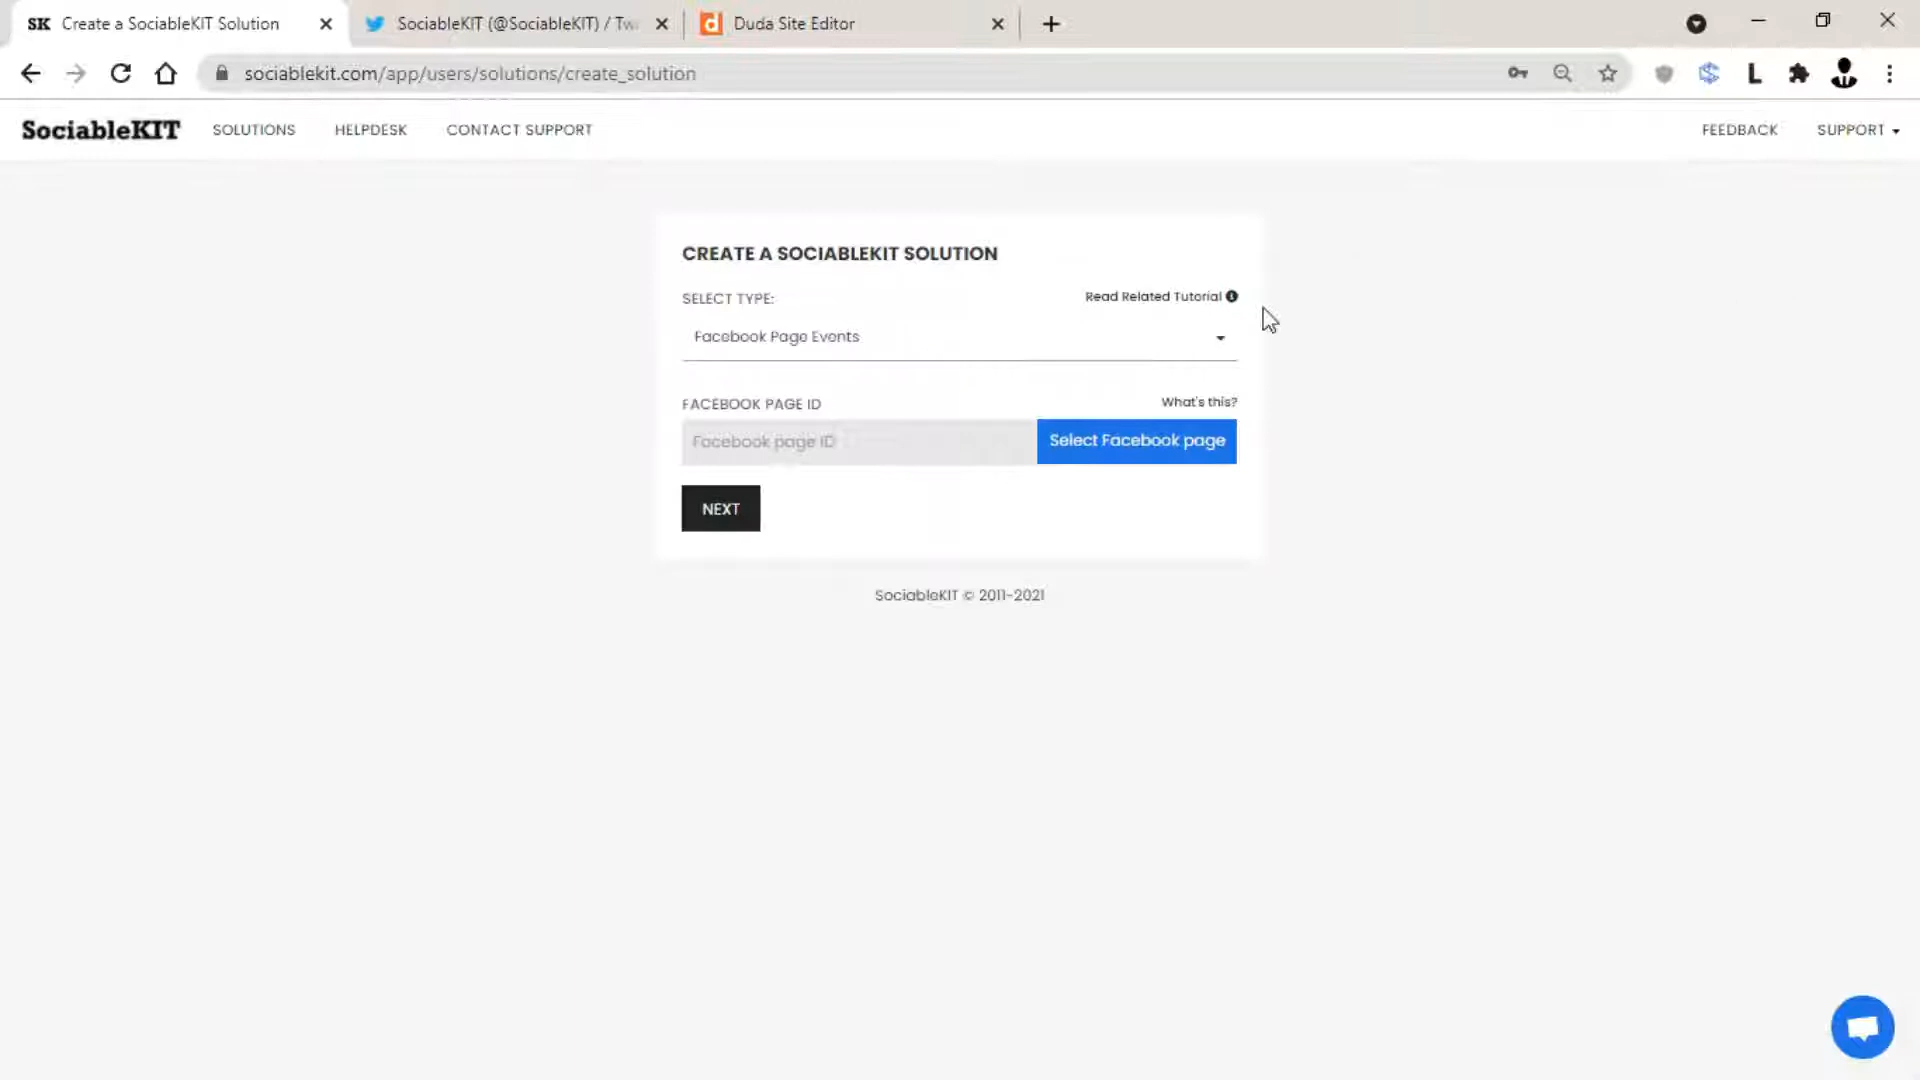 SK Create a SociableKIT Solution
SociableKIT (@SociableKIT) / Tw
Duda Site Editor
sociablekit.com/app/users/solutions/create_solution
L
SociableKIT
SOLUTIONS
HELPDESK
CONTACT SUPPORT
FEEDBACK
SUPPORT
CREATE A SOCIABLEKIT SOLUTION
SELECT TYPE:
Read Related Tutorial
Facebook Page Events
FACEBOOK PAGE ID
What's this?
Facebook page ID
Select Facebook page
NEXT
SociableKIT © 2011-2021